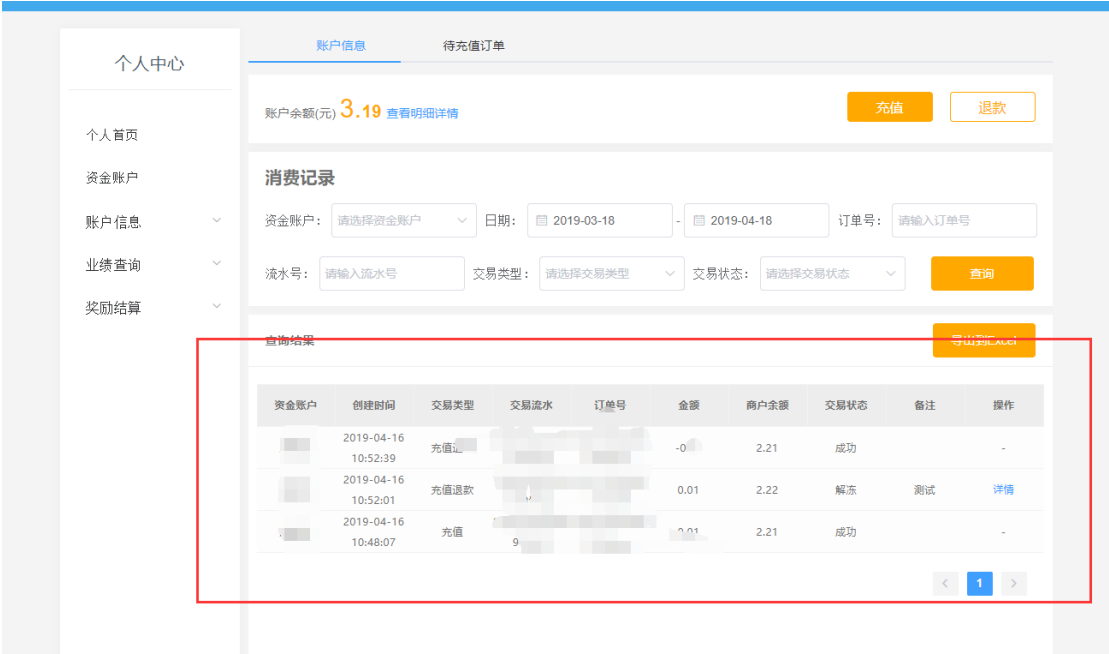 个人中心
个人首页
资金账户
账户信息
业绩查询
奖励结算
账户信息 待充值订单
账户余额(元) 3.19 查看明细详情 充值 退款
消费记录
资金账户: 请选择资金账户 日期: 2019-03-18 - 2019-04-18 订单号: 请输入订单号
流水号: 请输入流水号 交易类型: 请选择交易类型 交易状态: 请选择交易状态 查询
查询结果 导出到Excel
资金账户 创建时间 交易类型 交易流水 订单号 金额 商户余额 交易状态 备注 操作
2019-04-16
10:52:39
充值 2.21 成功 -
2019-04-16
10:52:01
充值退款 0.01 2.22 解冻 测试 详情
2019-04-16
10:48:07
充值 2.21 成功 -
< 1 >